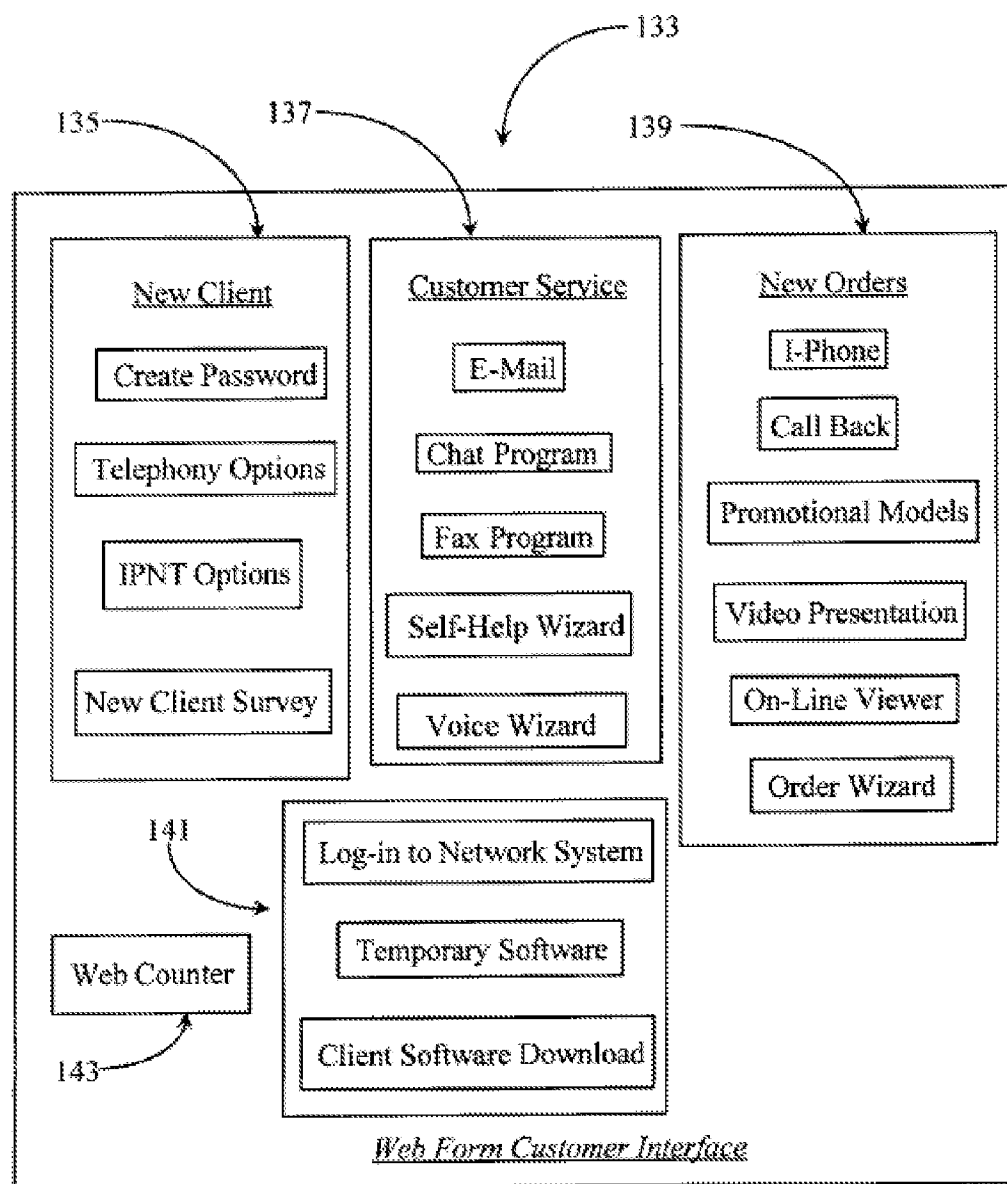 133
135
137
139
New Client
Create Password
Telephony Options
IPNT Options
New Client Survey
Customer Service
E-Mail
Chat Program
Fax Program
Self-Help Wizard
Voice Wizard
New Orders
I-Phone
Call Back
Promotional Models
Video Presentation
On-Line Viewer
Order Wizard
141
Log-in to Network System
Temporary Software
Client Software Download
Web Counter
143
Web Form Customer Interface